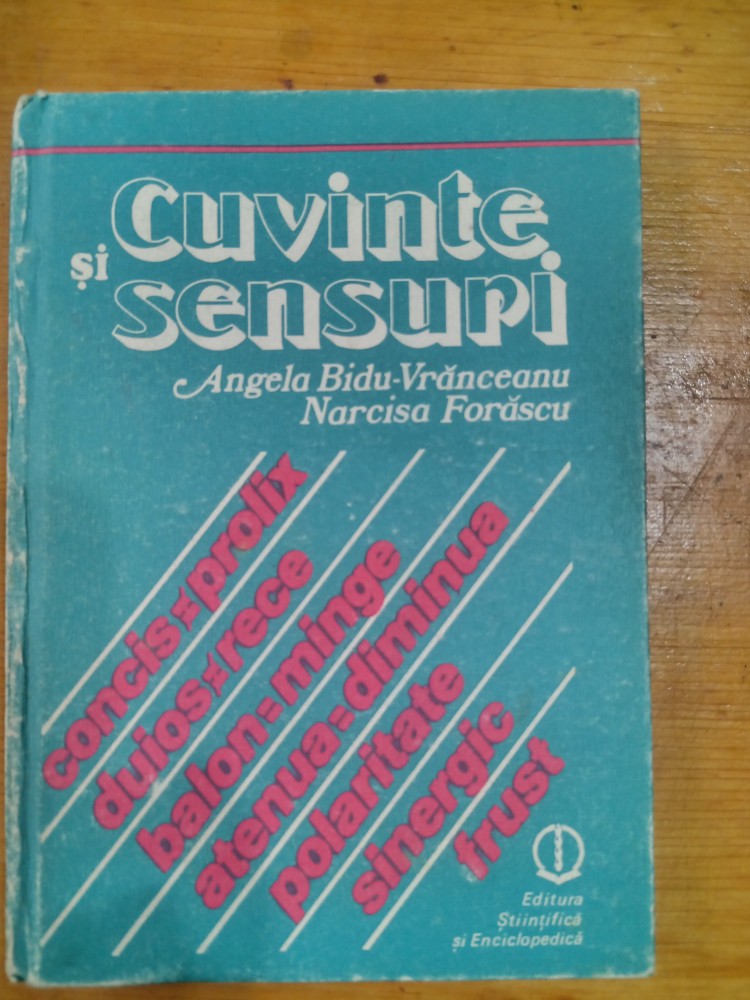 Cuvinte
și
sensuri
Angela Bidu-Vrănceanu
Narcisa Forăscu
concis≠prolix
duios≠rece
balon=minge
atenua=diminua
polaritate
sinergic
frust
Editura
Științifică
și Enciclopedică